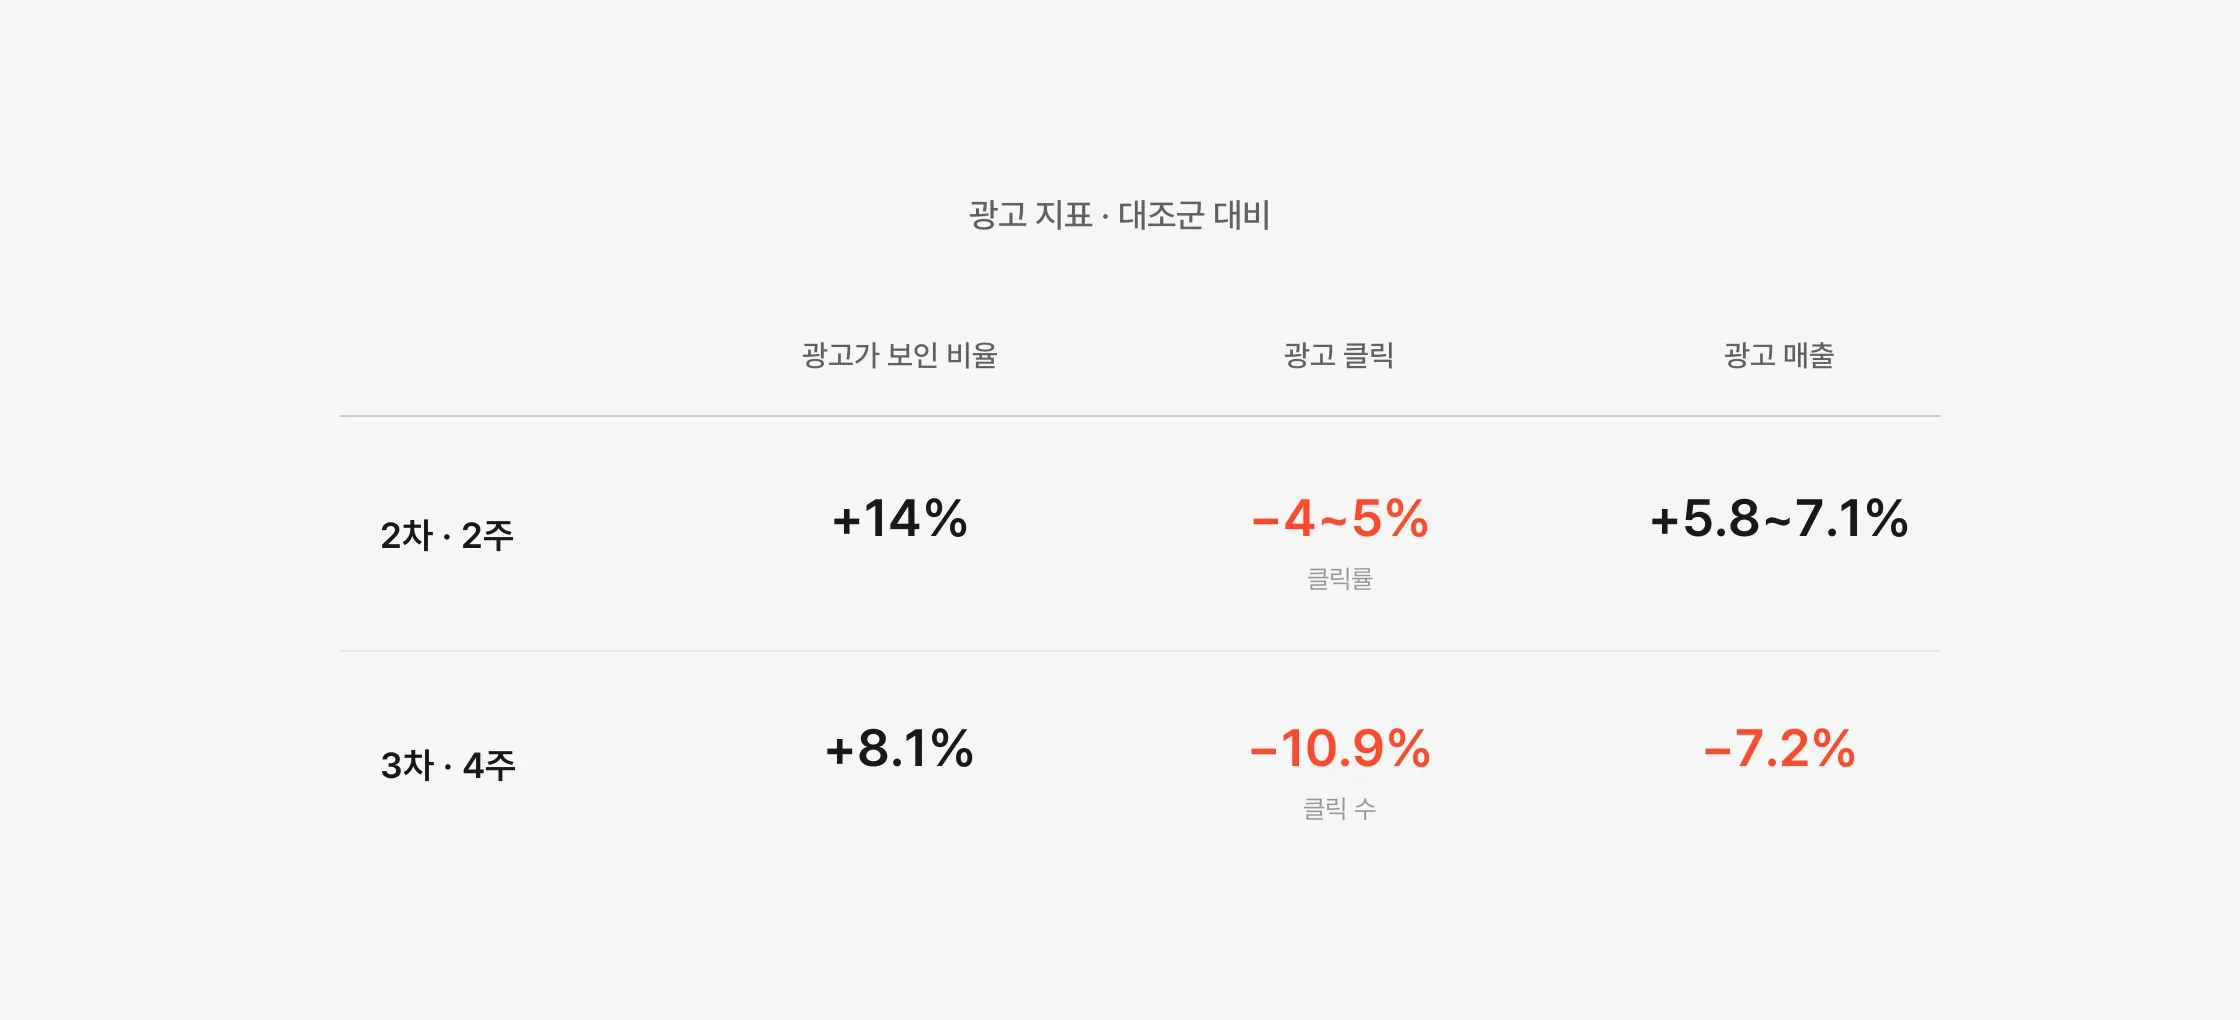 광고 지표 · 대조군 대비
광고가 보인 비율 광고 클릭 광고 매출
2차 · 2주 +14% −4~5% +5.8~7.1%
클릭률
3차 · 4주 +8.1% −10.9% −7.2%
클릭 수